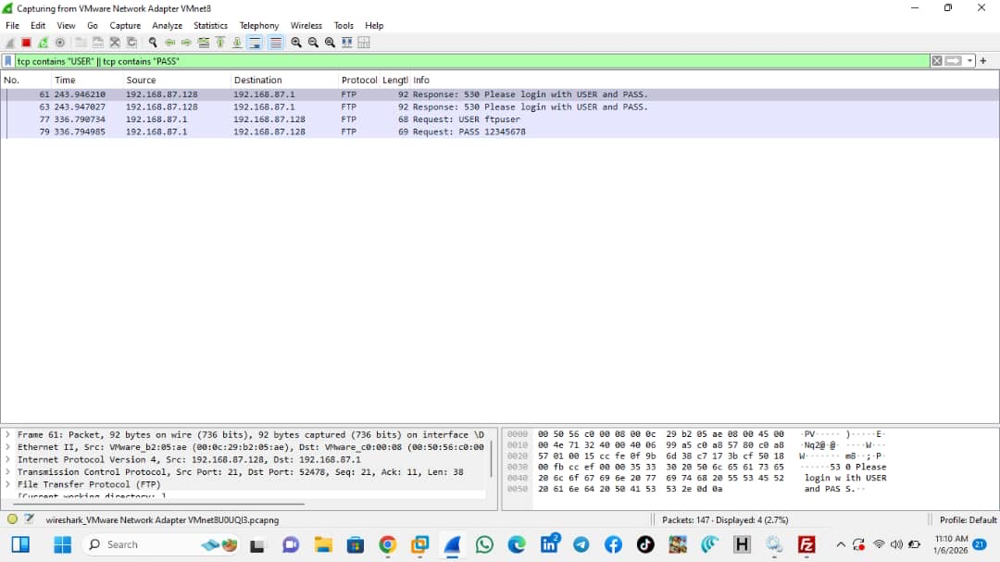 Capturing from VMware Network Adapter VMnet8
File Edit View Go Capture Analyze Statistics Telephony Wireless Tools Help
tcp contains "USER" || tcp contains "PASS"
No. Time Source Destination Protocol Lengtl Info
61 243.946210 192.168.87.128 192.168.87.1 FTP 92 Response: 530 Please login with USER and PASS.
63 243.947027 192.168.87.128 192.168.87.1 FTP 92 Response: 530 Please login with USER and PASS.
77 336.790734 192.168.87.1 192.168.87.128 FTP 68 Request: USER ftpuser
79 336.794985 192.168.87.1 192.168.87.128 FTP 69 Request: PASS 12345678
Frame 61: Packet, 92 bytes on wire (736 bits), 92 bytes captured (736 bits) on interface \D
Ethernet II, Src: VMware_b2:05:ae (00:0c:29:b2:05:ae), Dst: VMware_c0:00:08 (00:50:56:c0:00
Internet Protocol Version 4, Src: 192.168.87.128, Dst: 192.168.87.1
Transmission Control Protocol, Src Port: 21, Dst Port: 52478, Seq: 21, Ack: 11, Len: 38
File Transfer Protocol (FTP)
[Current working directory: ]
0000 00 50 56 c0 00 08 00 0c 29 b2 05 ae 08 00 45 00 ·PV····· )·····E·
0010 00 4e 71 32 40 00 40 06 99 a5 c0 a8 57 80 c0 a8 ·Nq2@·@· ····W···
0020 57 01 00 15 cc fe 0f 9b 6d 38 c7 17 3b cf 50 18 W······· m8··;·P·
0030 00 fb cc ef 00 00 35 33 30 20 50 6c 65 61 73 65 ······53 0 Please
0040 20 6c 6f 67 69 6e 20 77 69 74 68 20 55 53 45 52 login w ith USER
0050 20 61 6e 64 20 50 41 53 53 2e 0d 0a and PAS S.··
wireshark_VMware Network Adapter VMnet8U0UQI3.pcapng Packets: 147 · Displayed: 4 (2.7%) Profile: Default
Search
2
11:10 AM
1/6/2026
21